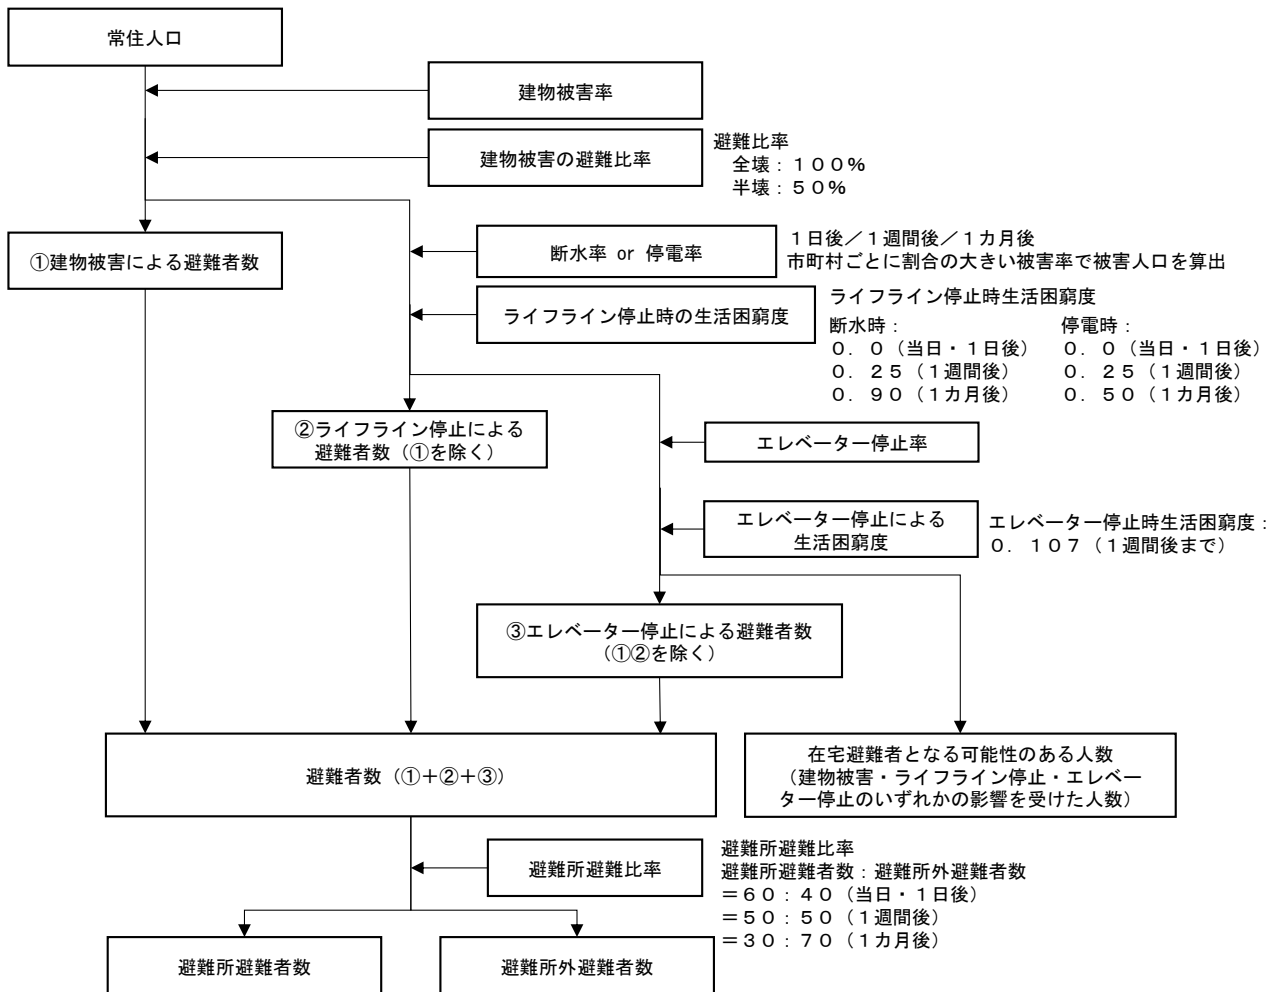 常住人口
建物被害率
建物被害の避難比率
避難比率
全壊：１００％
半壊：５０％
①建物被害による避難者数
断水率 or 停電率
１日後／１週間後／１カ月後
市町村ごとに割合の大きい被害率で被害人口を算出
ライフライン停止時の生活困窮度
ライフライン停止時生活困窮度
断水時：　停電時：
０．０（当日・１日後）　０．０（当日・１日後）
０．２５（１週間後）　０．２５（１週間後）
０．９０（１カ月後）　０．５０（１カ月後）
②ライフライン停止による
避難者数（①を除く）
エレベーター停止率
エレベーター停止による
生活困窮度
エレベーター停止時生活困窮度：
０．１０７（１週間後まで）
③エレベーター停止による避難者数
（①②を除く）
避難者数（①＋②＋③）
在宅避難者となる可能性のある人数
（建物被害・ライフライン停止・エレベー
ター停止のいずれかの影響を受けた人数）
避難所避難比率
避難所避難比率
避難所避難者数：避難所外避難者数
＝６０：４０（当日・１日後）
＝５０：５０（１週間後）
＝３０：７０（１カ月後）
避難所避難者数
避難所外避難者数